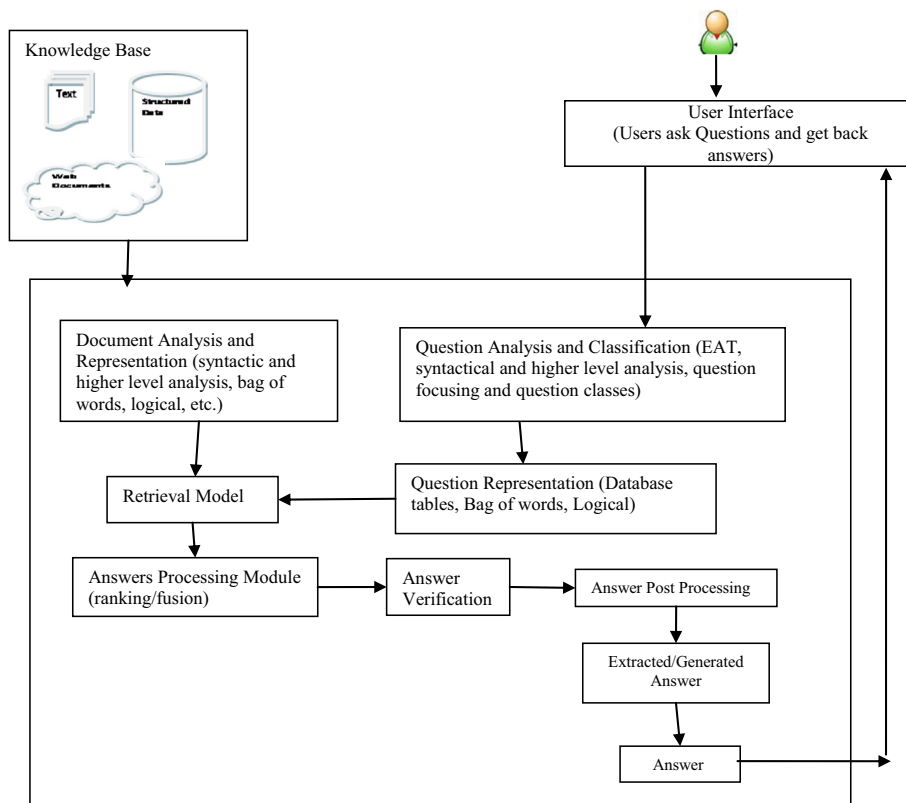 Knowledge Base
Text
Structured
Data
Web
Documents
User Interface
(Users ask Questions and get back
answers)
Document Analysis and
Representation (syntactic and
higher level analysis, bag of
words, logical, etc.)
Question Analysis and Classification (EAT,
syntactical and higher level analysis, question
focusing and question classes)
Retrieval Model
Question Representation (Database
tables, Bag of words, Logical)
Answers Processing Module
(ranking/fusion)
Answer
Verification
Answer Post Processing
Extracted/Generated
Answer
Answer